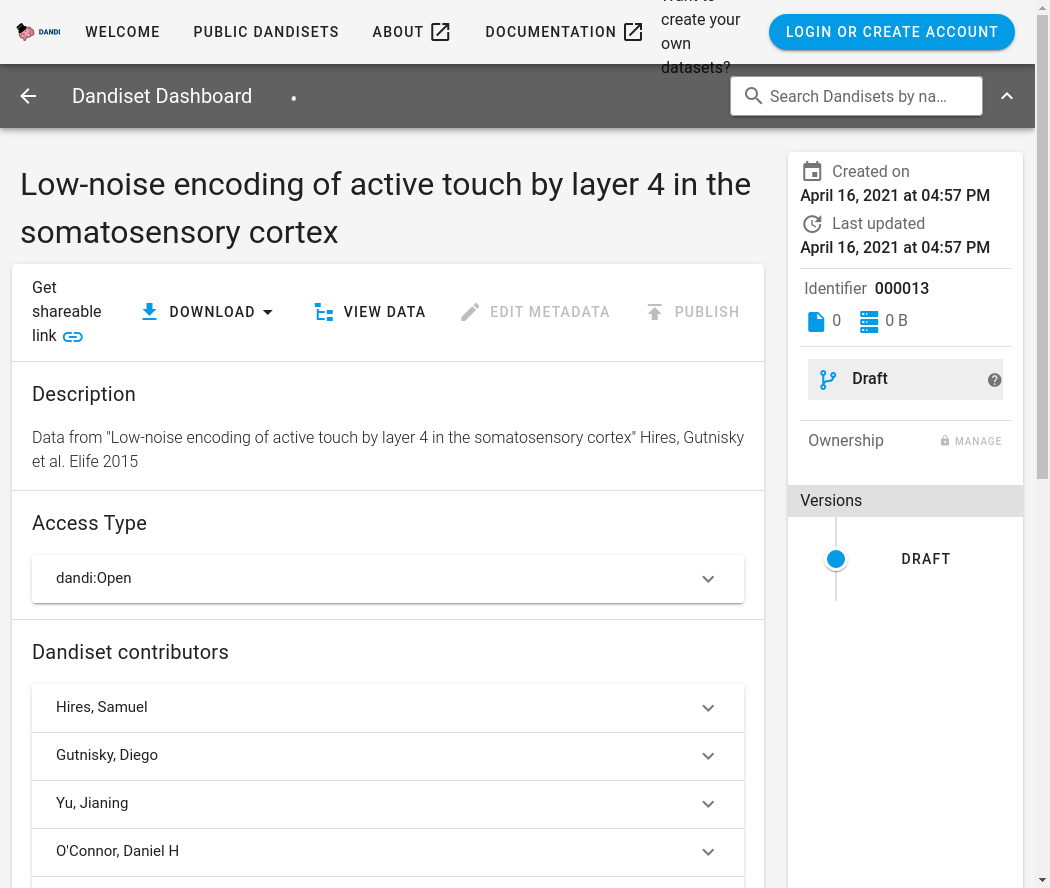 DANDI
WELCOME
PUBLIC DANDISETS
ABOUT
DOCUMENTATION
create your
own
datasets?
LOGIN OR CREATE ACCOUNT
Dandiset Dashboard
Search Dandisets by na…
Low-noise encoding of active touch by layer 4 in the
somatosensory cortex
Get
shareable
link
DOWNLOAD
VIEW DATA
EDIT METADATA
PUBLISH
Description
Data from "Low-noise encoding of active touch by layer 4 in the somatosensory cortex" Hires, Gutnisky
et al. Elife 2015
Access Type
dandi:Open
Dandiset contributors
Hires, Samuel
Gutnisky, Diego
Yu, Jianing
O'Connor, Daniel H
Created on
April 16, 2021 at 04:57 PM
Last updated
April 16, 2021 at 04:57 PM
Identifier 000013
0
0 B
Draft
Ownership
MANAGE
Versions
DRAFT